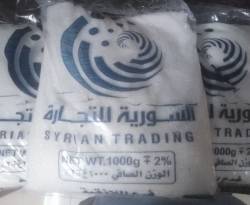 السورية للتجارة
SYRIAN TRADING
NET WT. 1000g ∓ 2%
الوزن الصافي